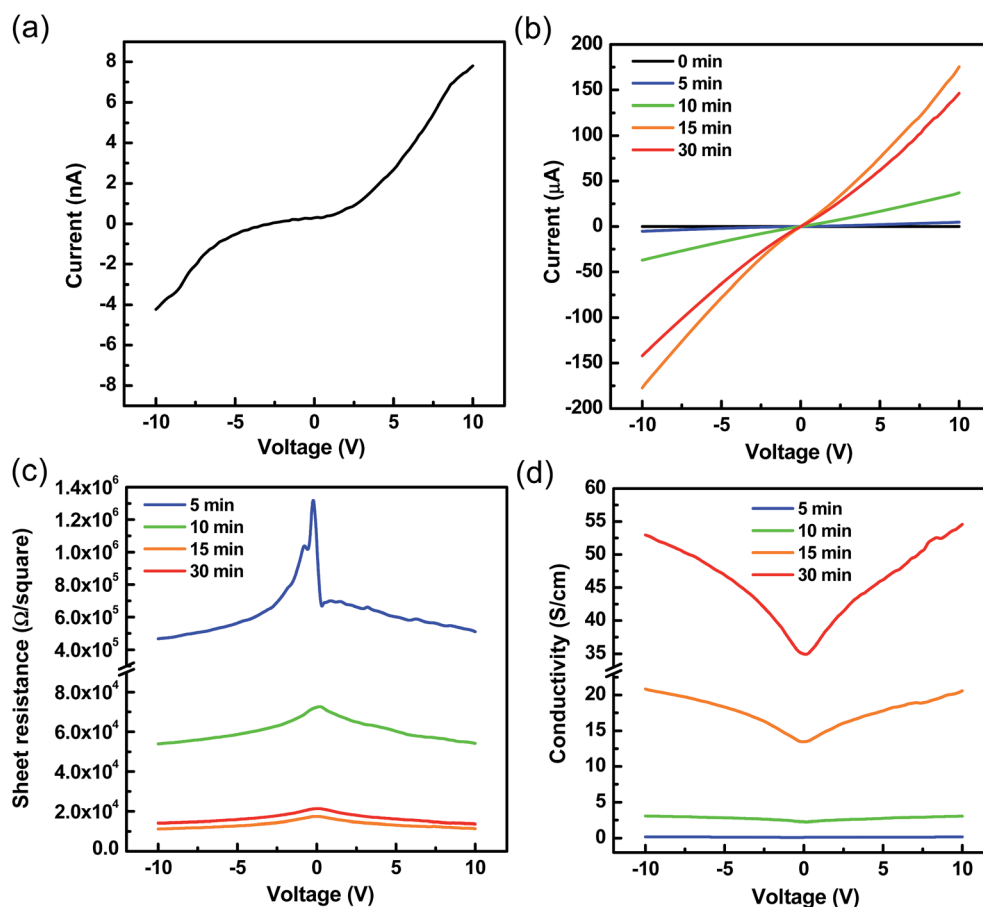 (a)
8
6
4
2
0
-2
-4
-6
-8
Current (nA)
-10
-5
0
5
10
Voltage (V)
(b)
200
150
100
50
0
-50
-100
-150
-200
Current (μA)
0 min
5 min
10 min
15 min
30 min
-10
-5
0
5
10
Voltage (V)
(c)
1.4x10⁶
1.2x10⁶
1.0x10⁶
8.0x10⁵
6.0x10⁵
4.0x10⁵
8.0x10⁴
6.0x10⁴
4.0x10⁴
2.0x10⁴
0.0
Sheet resistance (Ω/square)
5 min
10 min
15 min
30 min
-10
-5
0
5
10
Voltage (V)
(d)
60
55
50
45
40
35
20
15
10
5
0
Conductivity (S/cm)
5 min
10 min
15 min
30 min
-10
-5
0
5
10
Voltage (V)